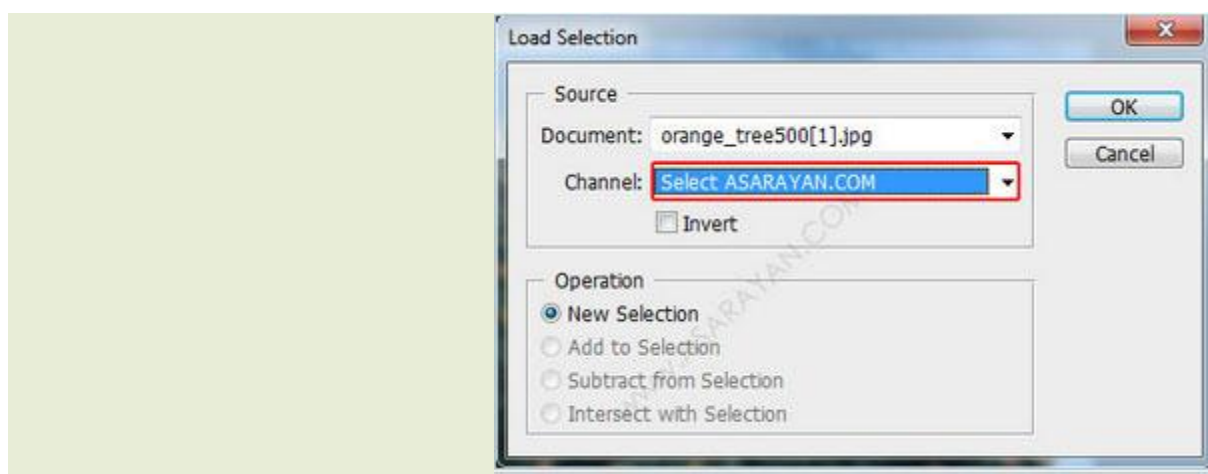 Load Selection
Source
OK
Document: orange_tree500[1].jpg
Cancel
Channel: Select ASARAYAN.COM
Invert
Operation
New Selection
Add to Selection
Subtract from Selection
Intersect with Selection
www.ASARAYAN.COM